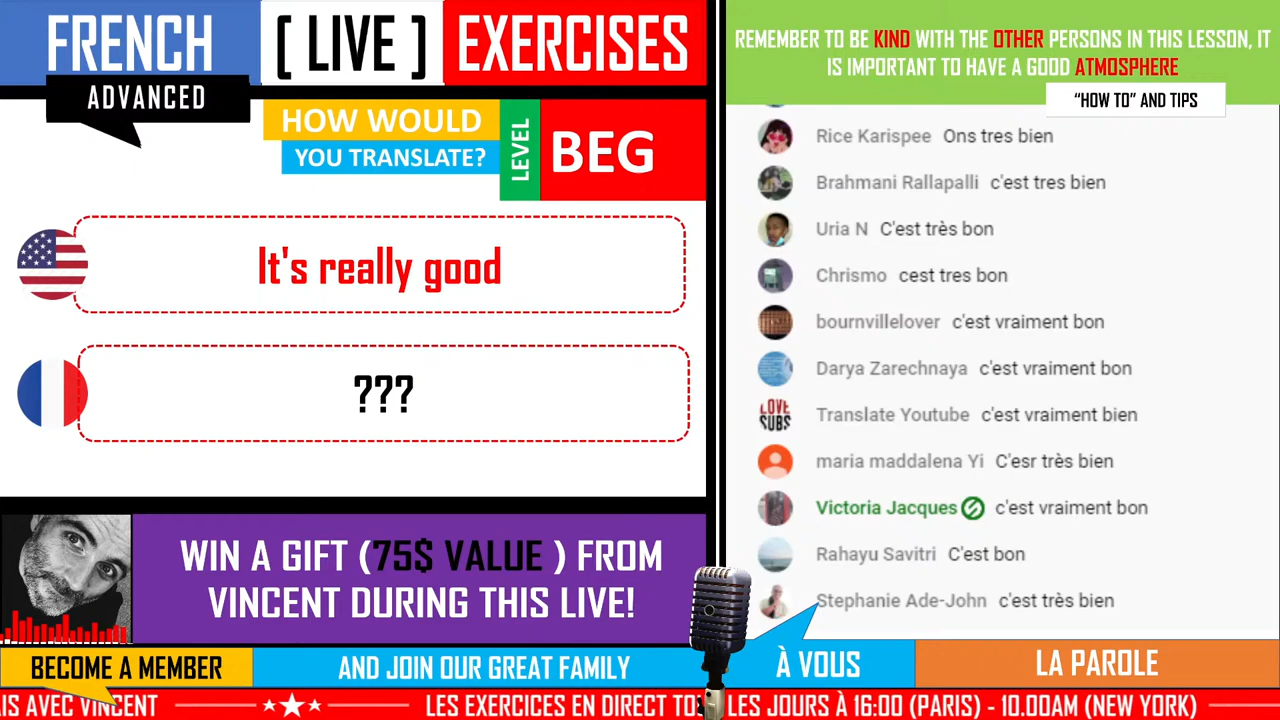 FRENCH
[ LIVE ]
EXERCISES
ADVANCED
HOW WOULD
YOU TRANSLATE?
LEVEL
BEG
It's really good
???
WIN A GIFT (75$ VALUE ) FROM
VINCENT DURING THIS LIVE!
REMEMBER TO BE KIND WITH THE OTHER PERSONS IN THIS LESSON, IT
IS IMPORTANT TO HAVE A GOOD ATMOSPHERE
“HOW TO” AND TIPS
Rice Karispee Ons tres bien
Brahmani Rallapalli c'est tres bien
Uria N C'est très bon
Chrismo cest tres bon
bournvillelover c'est vraiment bon
Darya Zarechnaya c'est vraiment bon
LOVE
SUBS
Translate Youtube c'est vraiment bien
maria maddalena Yi C'esr très bien
Victoria Jacques c'est vraiment bon
Rahayu Savitri C'est bon
Stephanie Ade-John c'est très bien
BECOME A MEMBER
AND JOIN OUR GREAT FAMILY
À VOUS
LA PAROLE
AIS AVEC VINCENT
LES EXERCICES EN DIRECT TO LES JOURS À 16:00 (PARIS) - 10.00AM (NEW YORK)